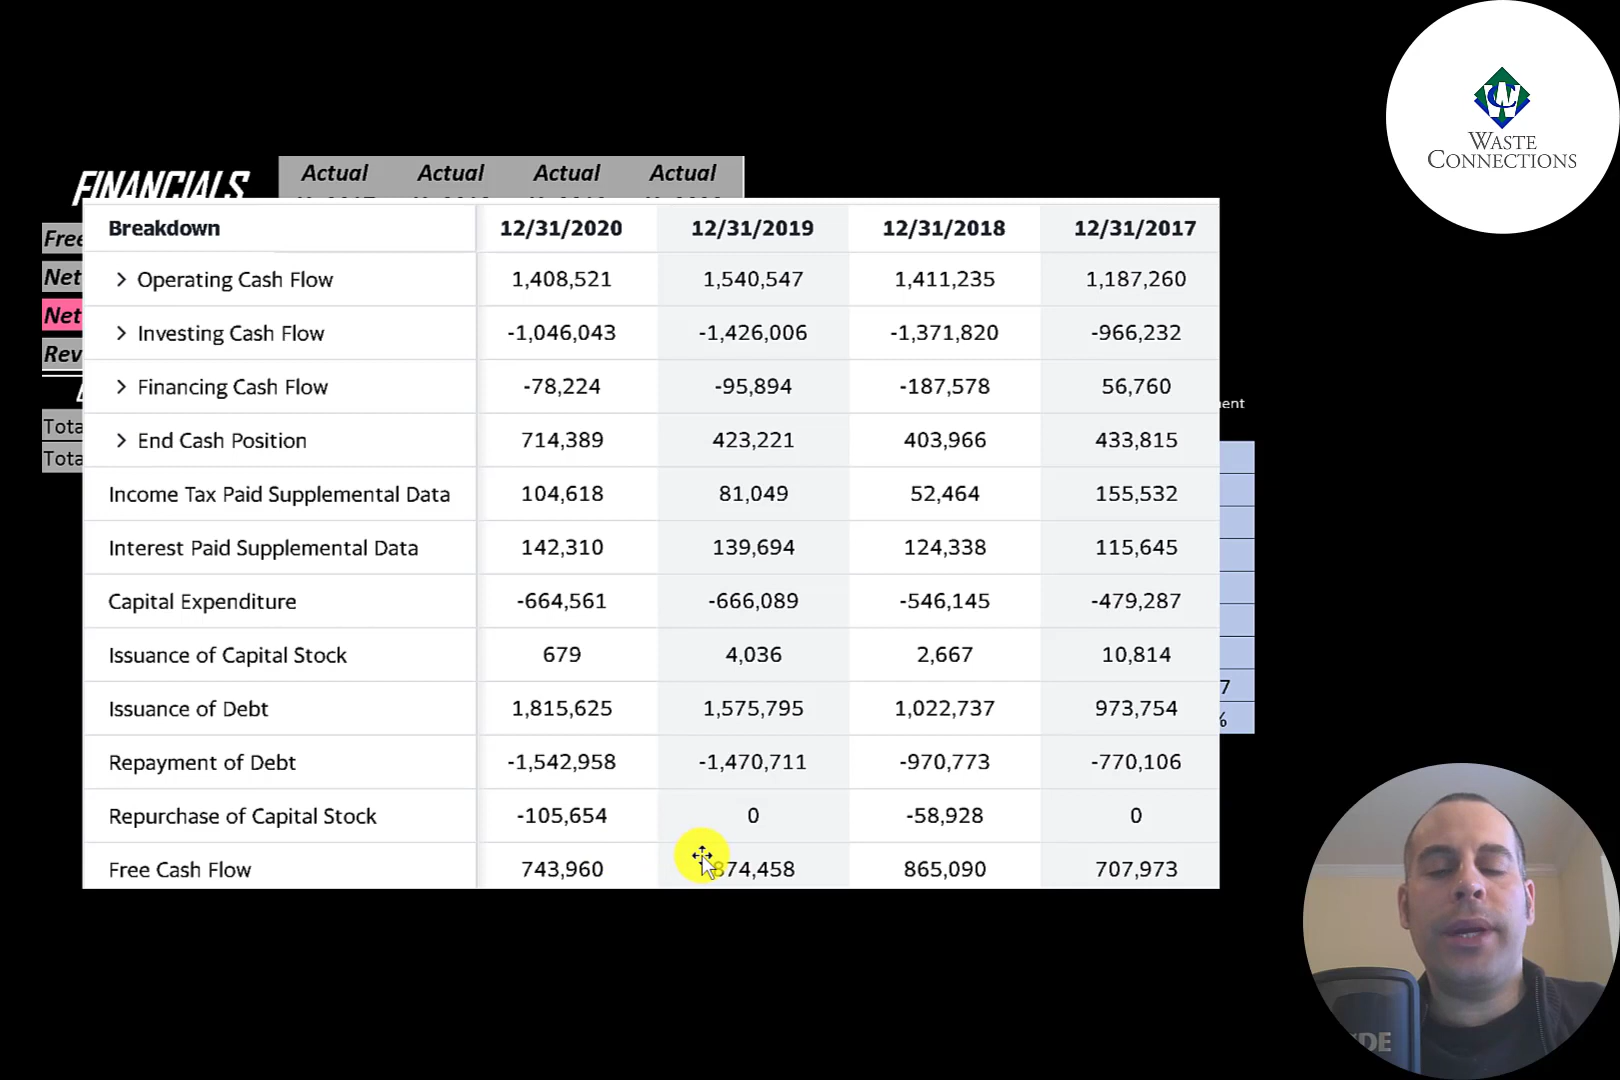 WASTE
CONNECTIONS
FINANCIALS Actual Actual Actual Actual
Free
Net
Net
Rev
Tota
Tota
Breakdown 12/31/2020 12/31/2019 12/31/2018 12/31/2017
Operating Cash Flow 1,408,521 1,540,547 1,411,235 1,187,260
Investing Cash Flow -1,046,043 -1,426,006 -1,371,820 -966,232
Financing Cash Flow -78,224 -95,894 -187,578 56,760
End Cash Position 714,389 423,221 403,966 433,815
Income Tax Paid Supplemental Data 104,618 81,049 52,464 155,532
Interest Paid Supplemental Data 142,310 139,694 124,338 115,645
Capital Expenditure -664,561 -666,089 -546,145 -479,287
Issuance of Capital Stock 679 4,036 2,667 10,814
Issuance of Debt 1,815,625 1,575,795 1,022,737 973,754
Repayment of Debt -1,542,958 -1,470,711 -970,773 -770,106
Repurchase of Capital Stock -105,654 0 -58,928 0
Free Cash Flow 743,960 874,458 865,090 707,973
ent
7
%